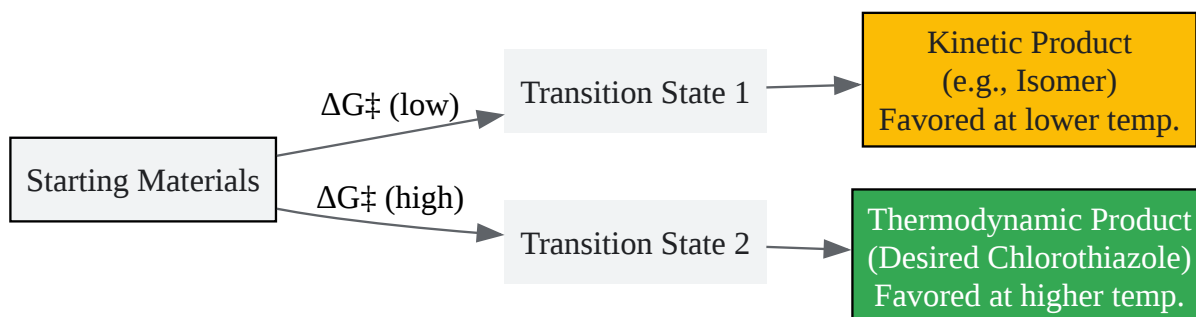 Starting Materials
ΔG‡ (low)
Transition State 1
Kinetic Product
(e.g., Isomer)
Favored at lower temp.
ΔG‡ (high)
Transition State 2
Thermodynamic Product
(Desired Chlorothiazole)
Favored at higher temp.